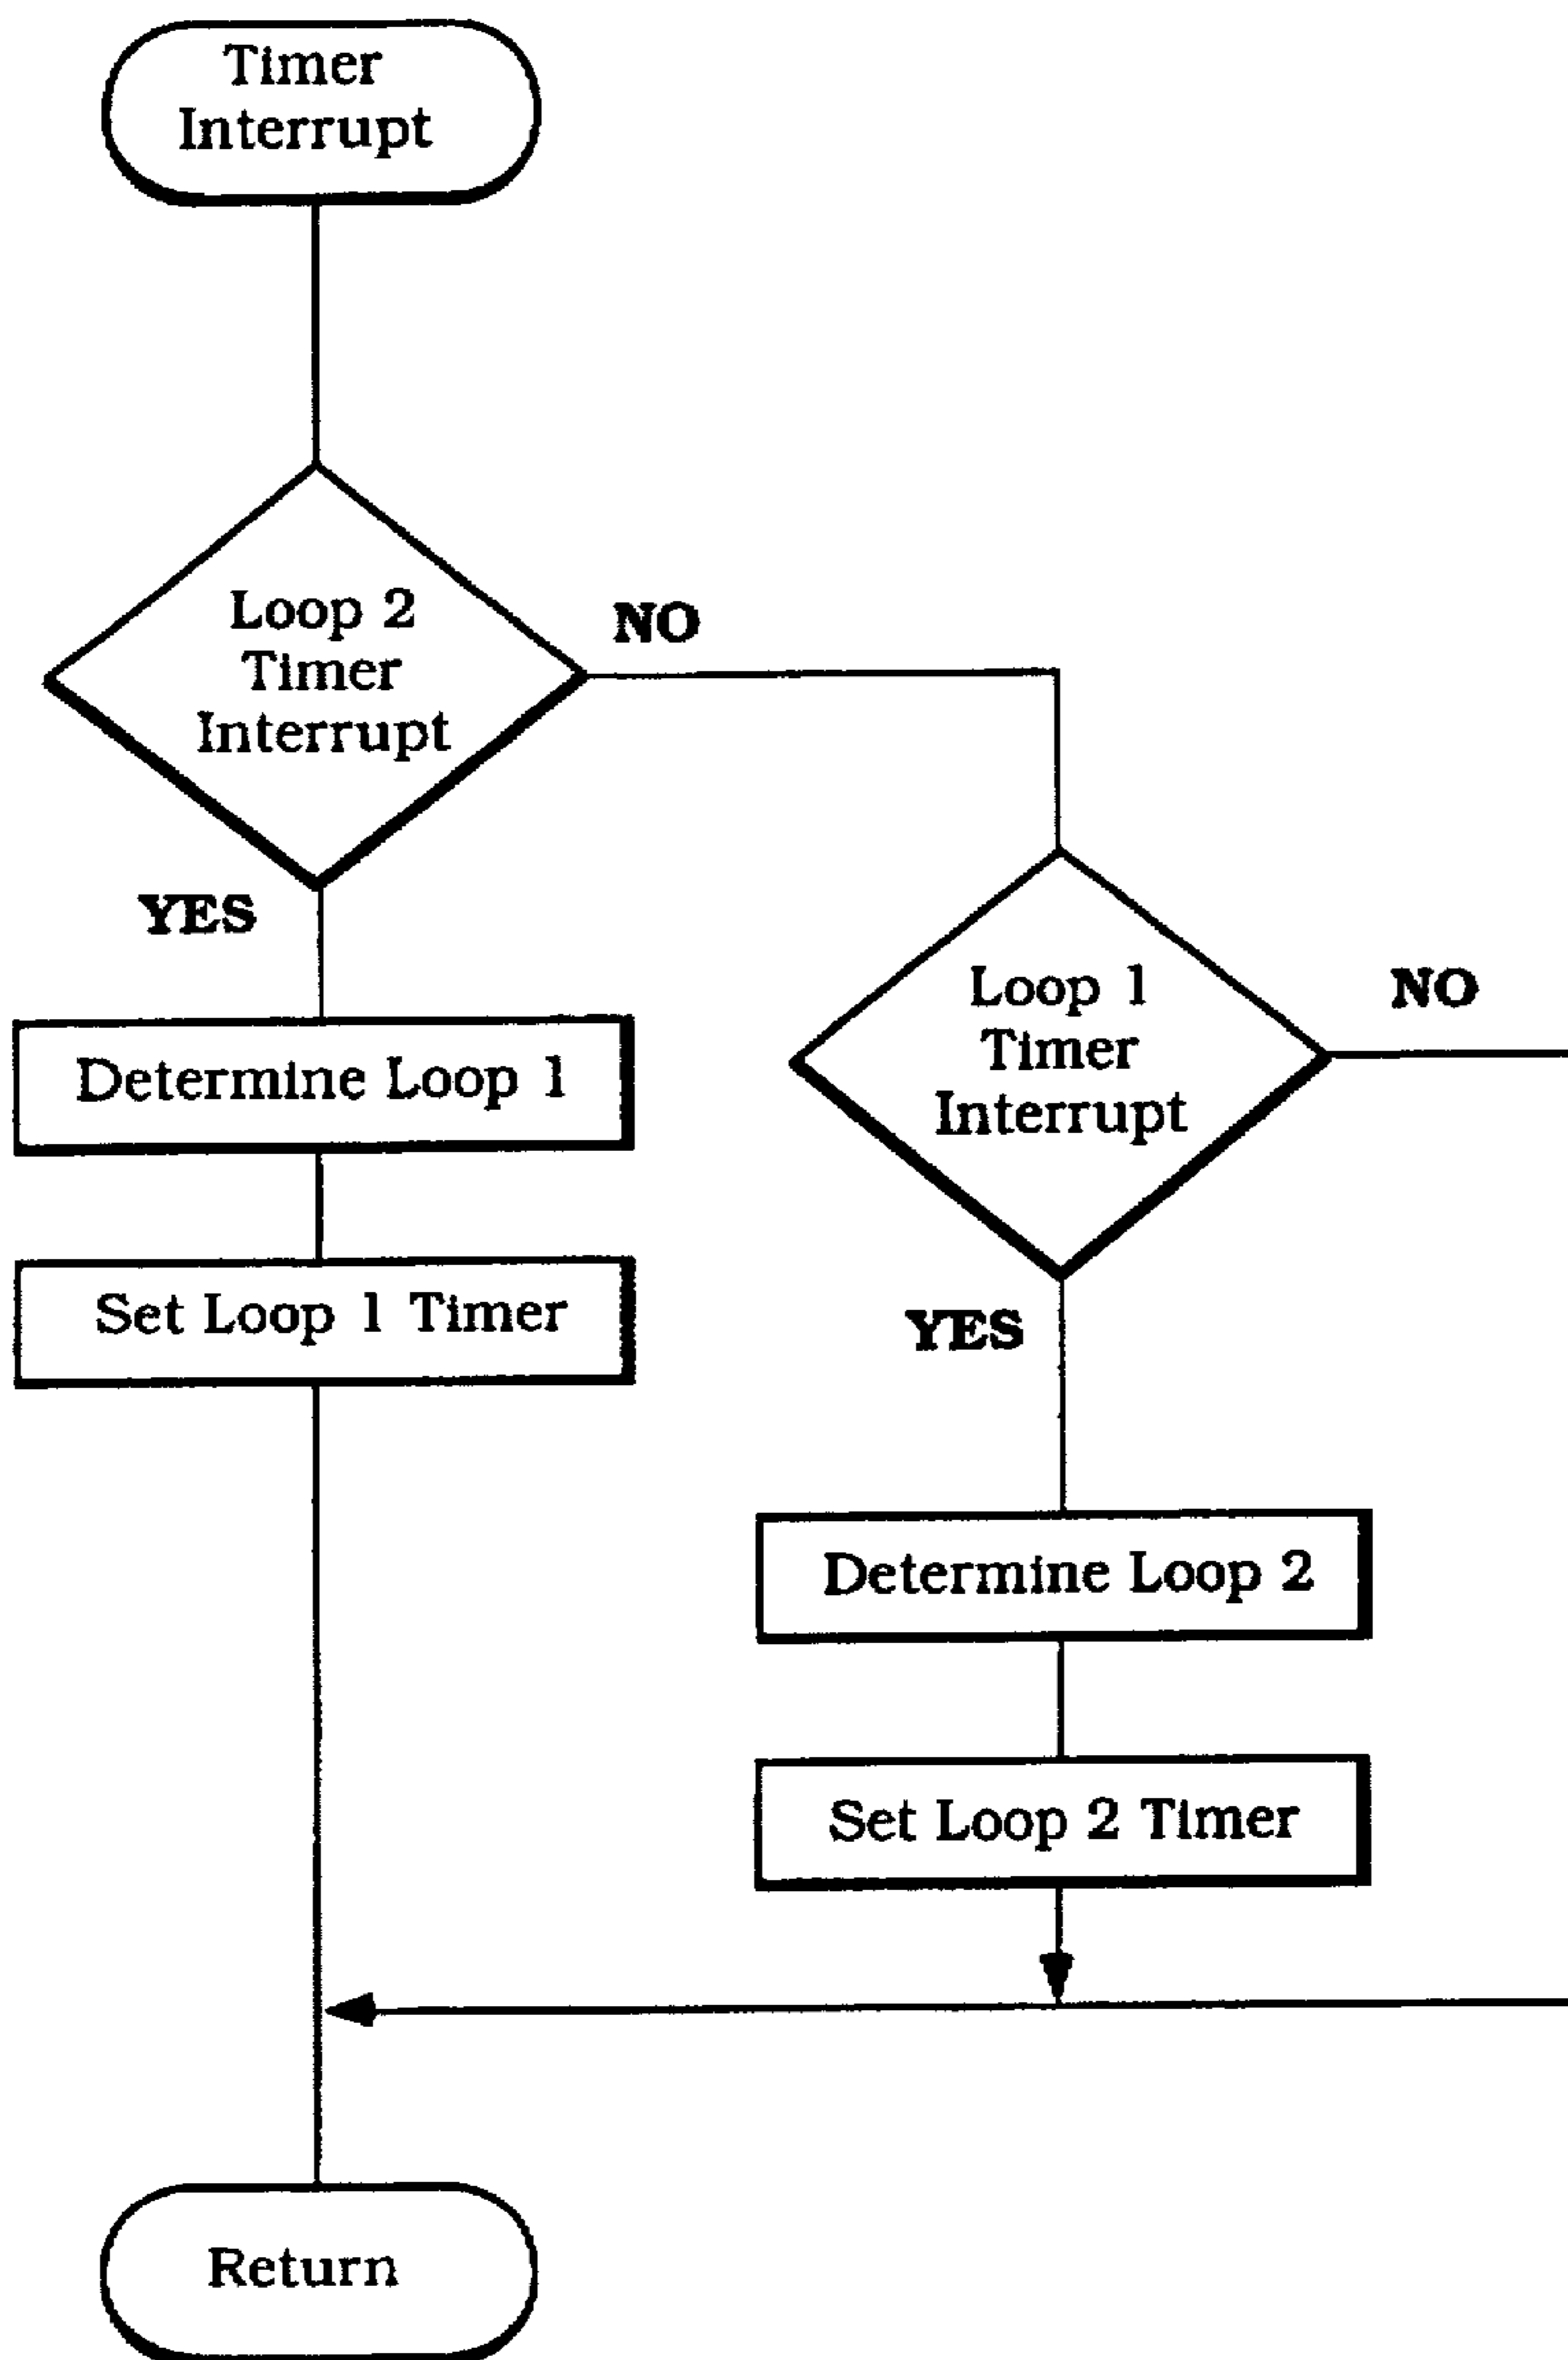 Timer
Interrupt
Loop 2
Timer
Interrupt
NO
YES
Determine Loop 1
Set Loop 1 Timer
Loop 1
Timer
Interrupt
NO
YES
Determine Loop 2
Set Loop 2 Timer
Return